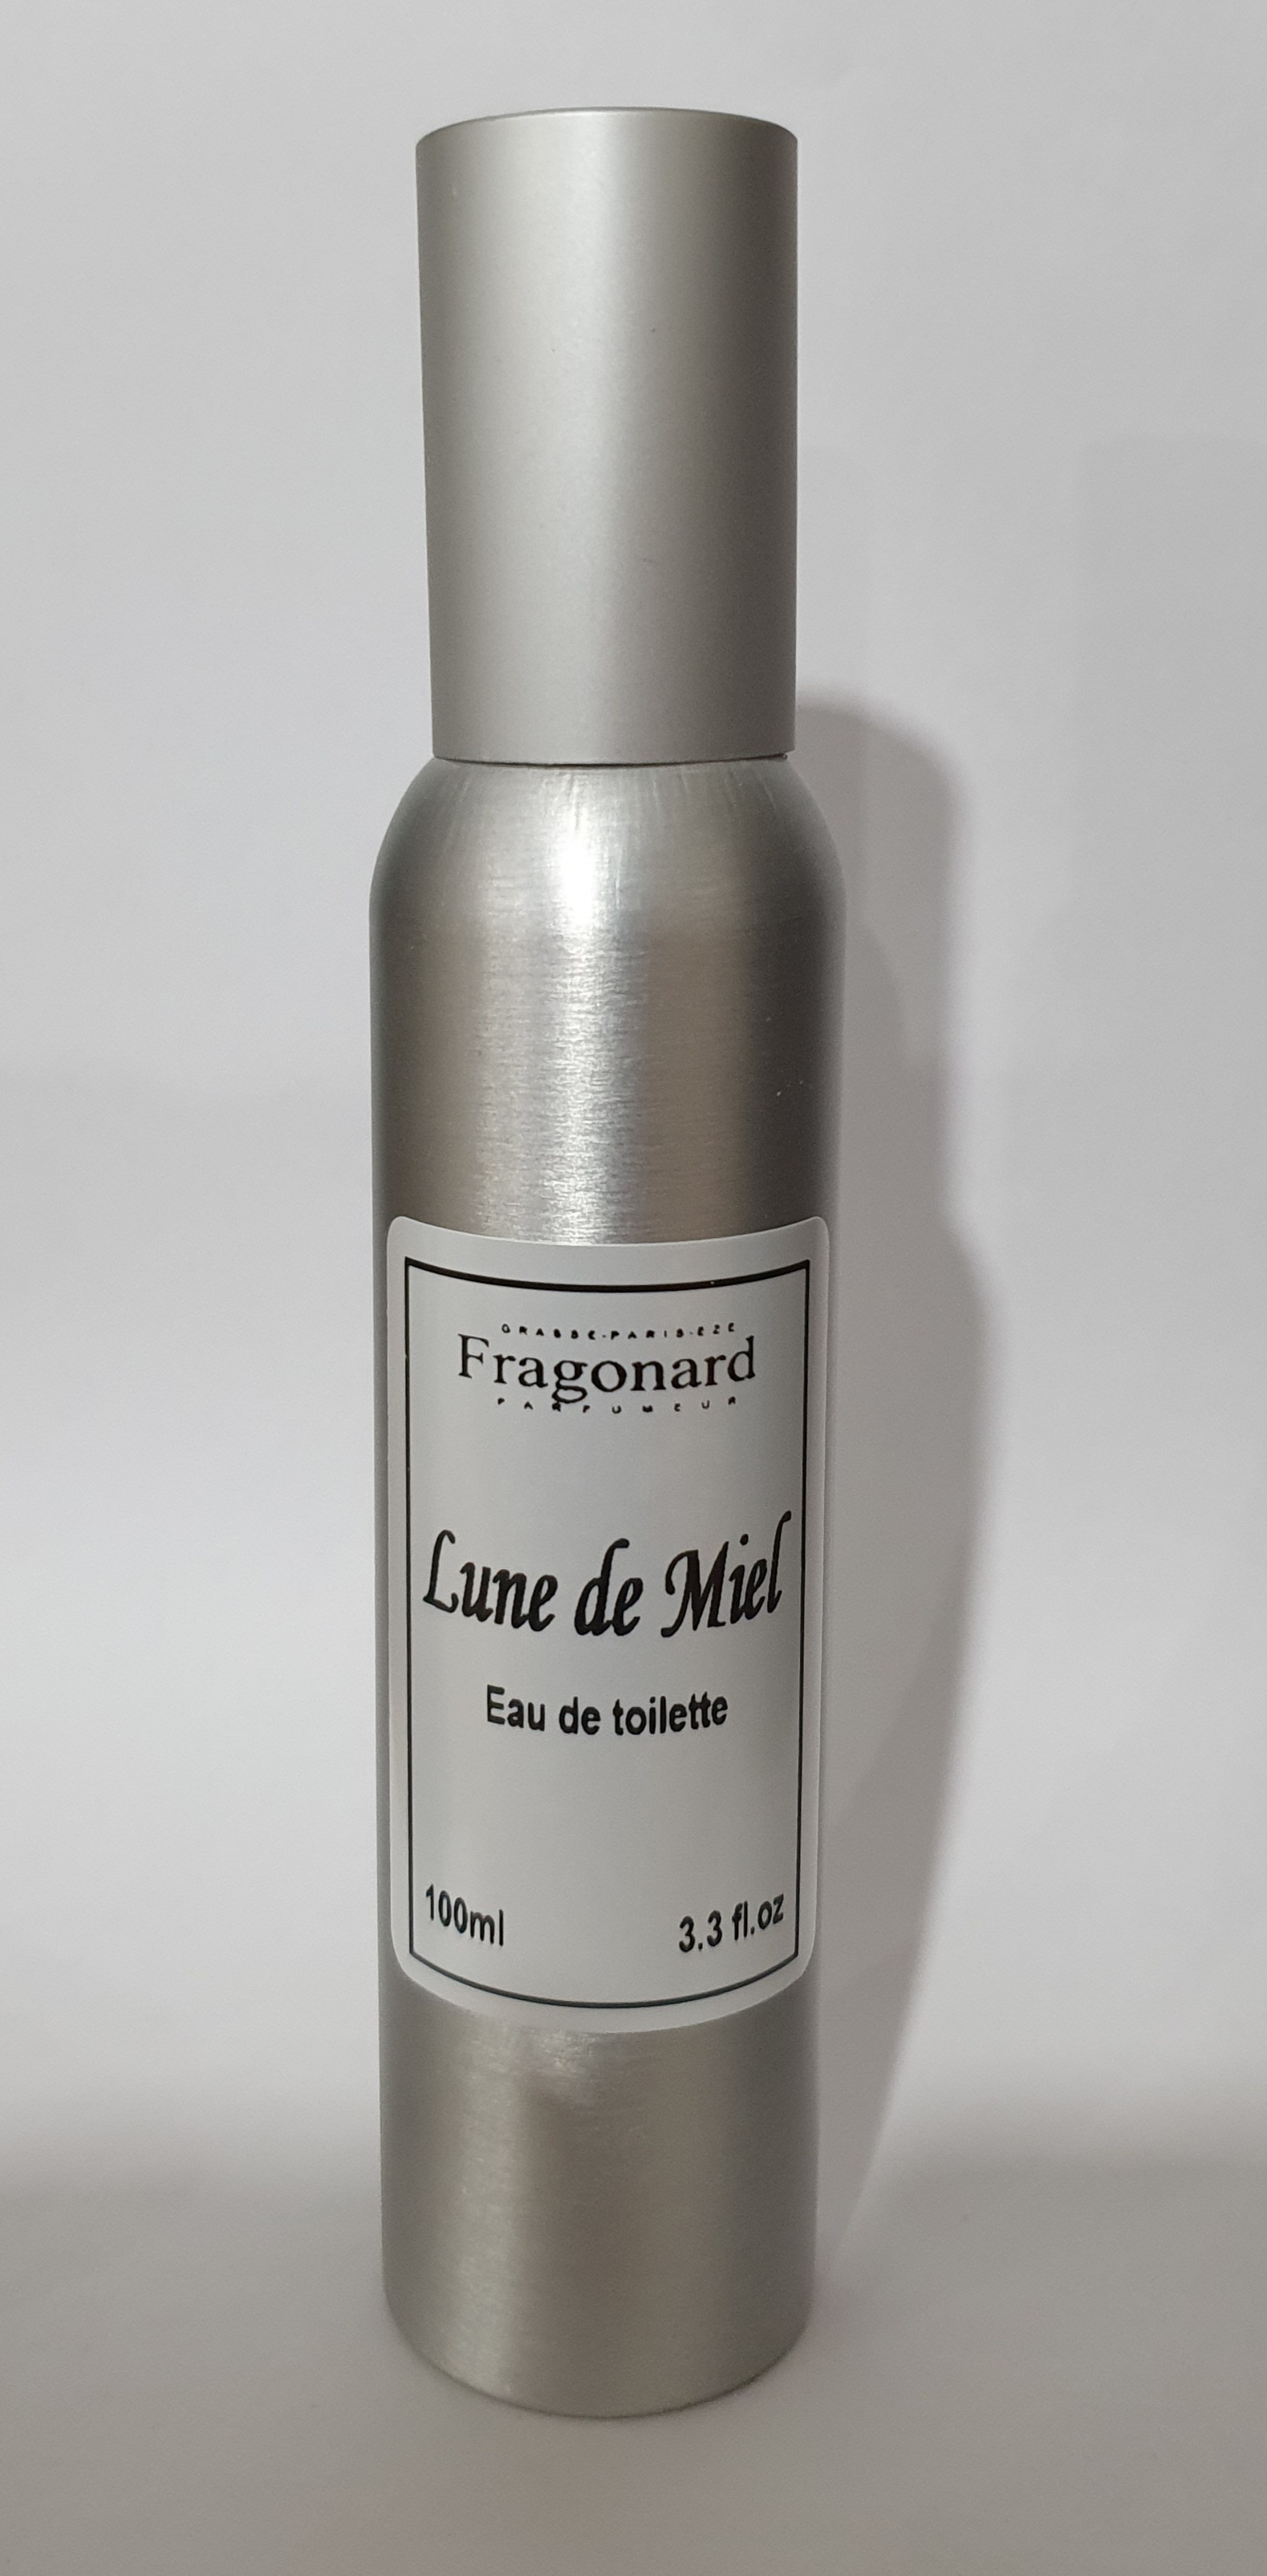 GRASSE-PARIS-EZE
Fragonard
PARFUMEUR
Lune de Miel
Eau de toilette
100ml 3.3 fl.oz